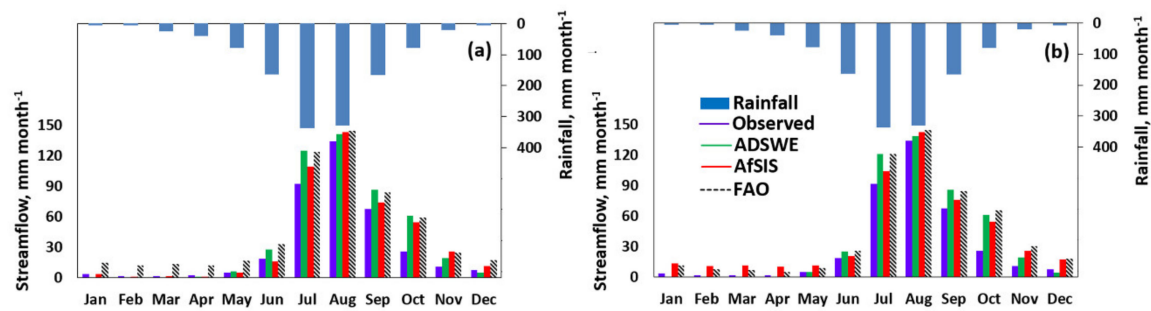 0
100
200
300
400
Rainfall, mm month-1
(a)
Streamflow, mm month-1
150
120
90
60
30
0
Jan Feb Mar Apr May Jun Jul Aug Sep Oct Nov Dec
0
100
200
300
400
Rainfall, mm month-1
(b)
Rainfall
Observed
ADSWE
AfSIS
FAO
Streamflow, mm month-1
150
120
90
60
30
0
Jan Feb Mar Apr May Jun Jul Aug Sep Oct Nov Dec